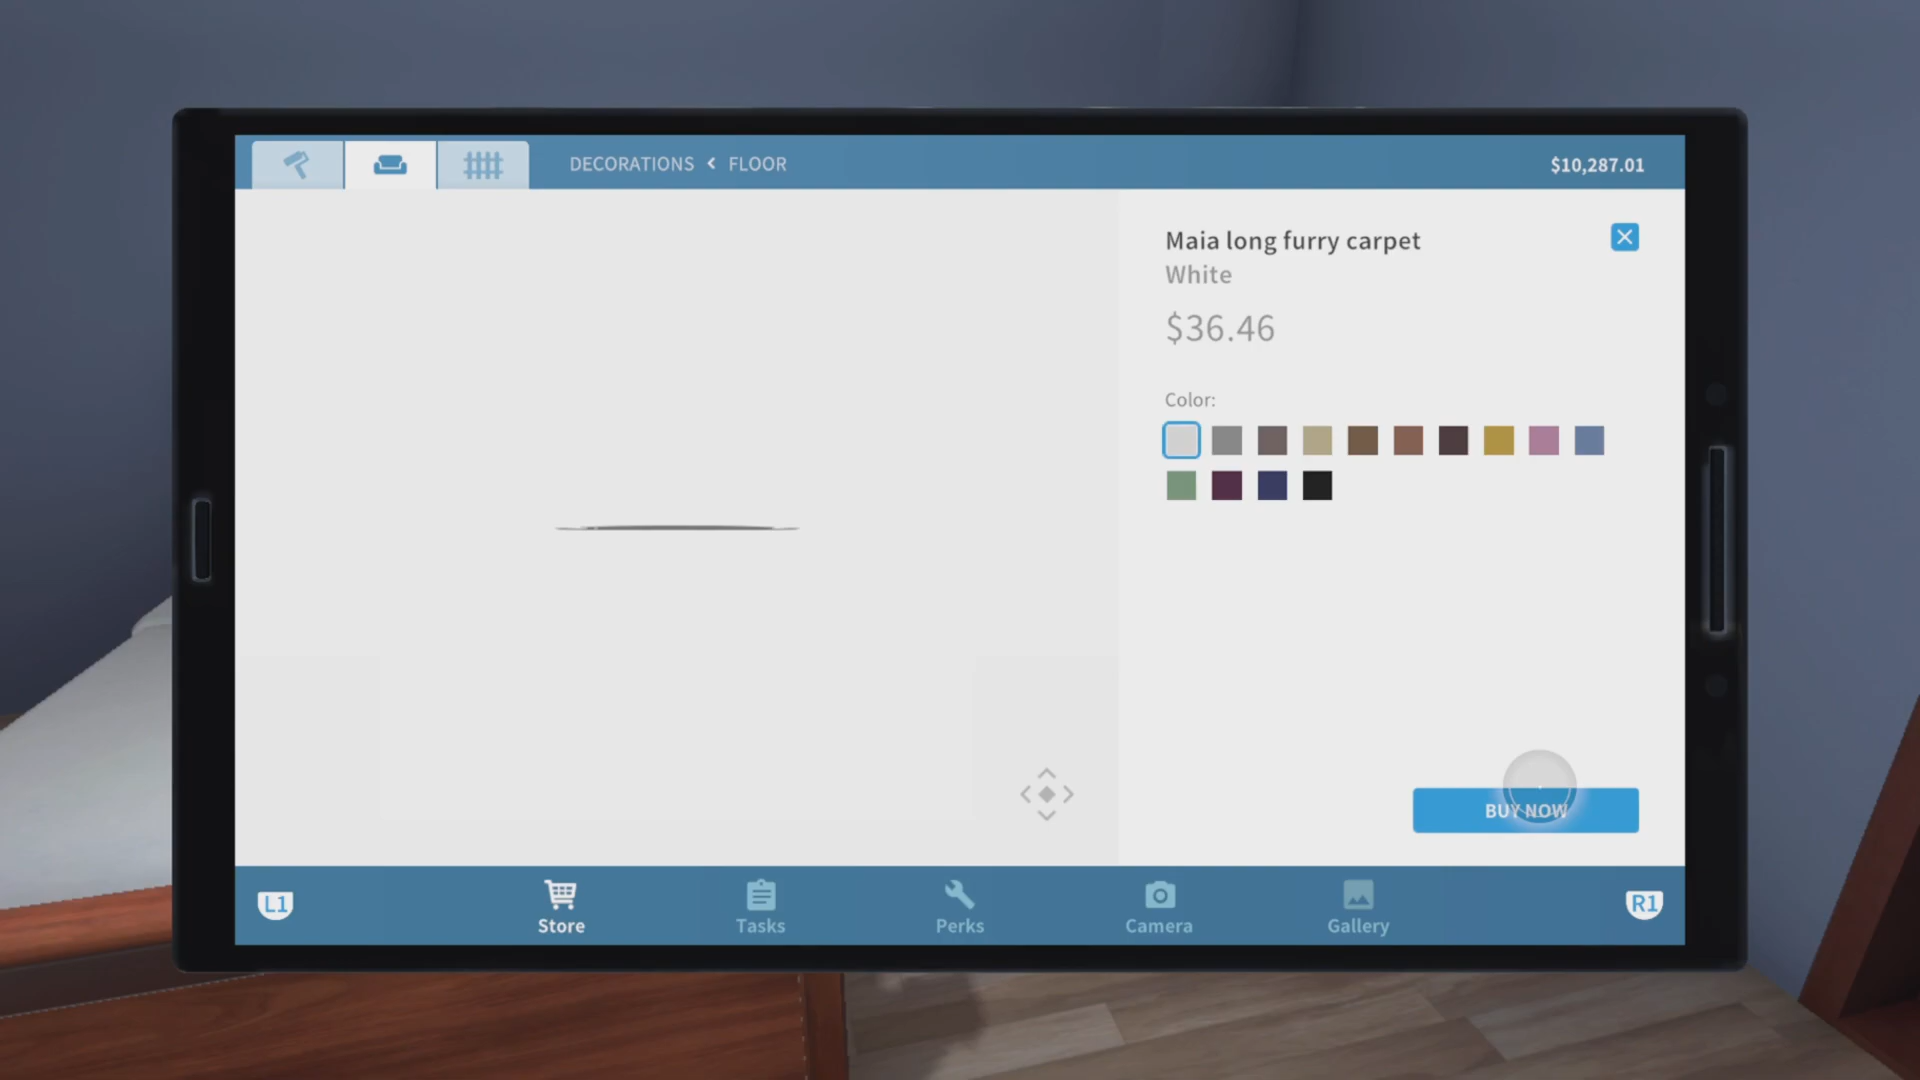 DECORATIONS < FLOOR
$10,287.01
Maia long furry carpet
White
$36.46
Color:
BUY NOW
L1
Store
Tasks
Perks
Camera
Gallery
R1